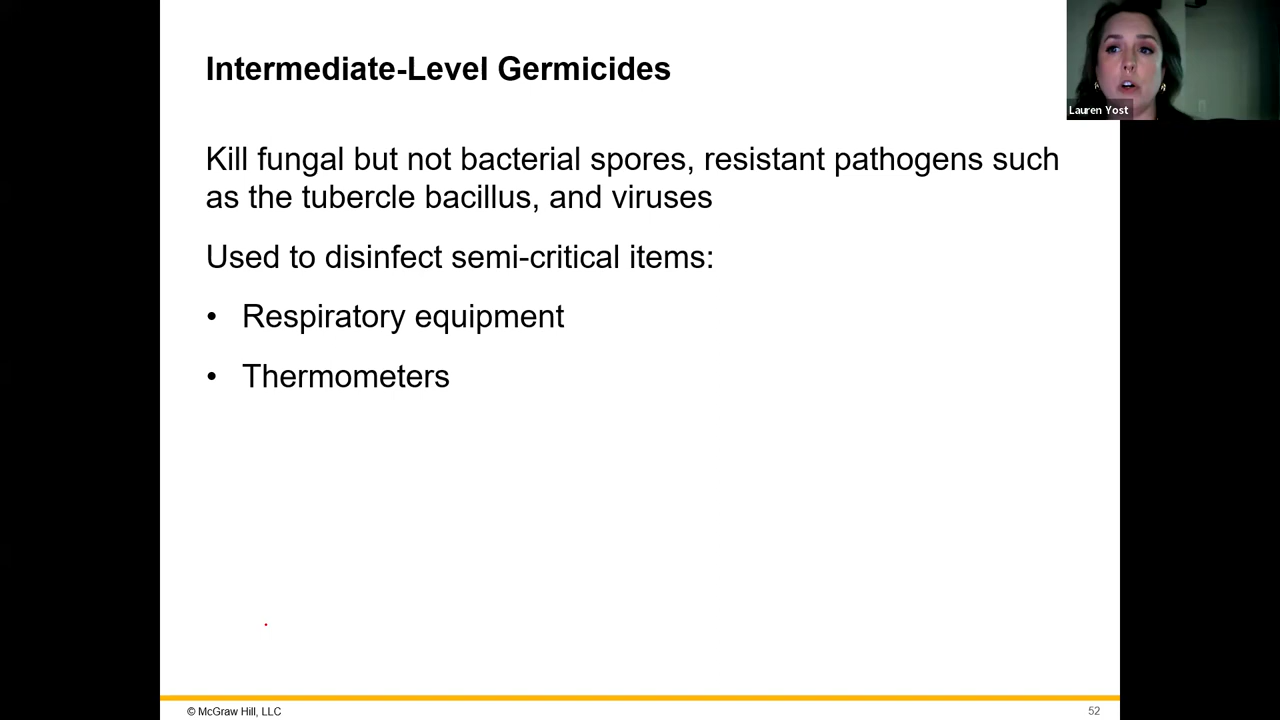 Intermediate-Level Germicides
Lauren Yost
Kill fungal but not bacterial spores, resistant pathogens such
as the tubercle bacillus, and viruses
Used to disinfect semi-critical items:
• Respiratory equipment
• Thermometers
© McGraw Hill, LLC
52